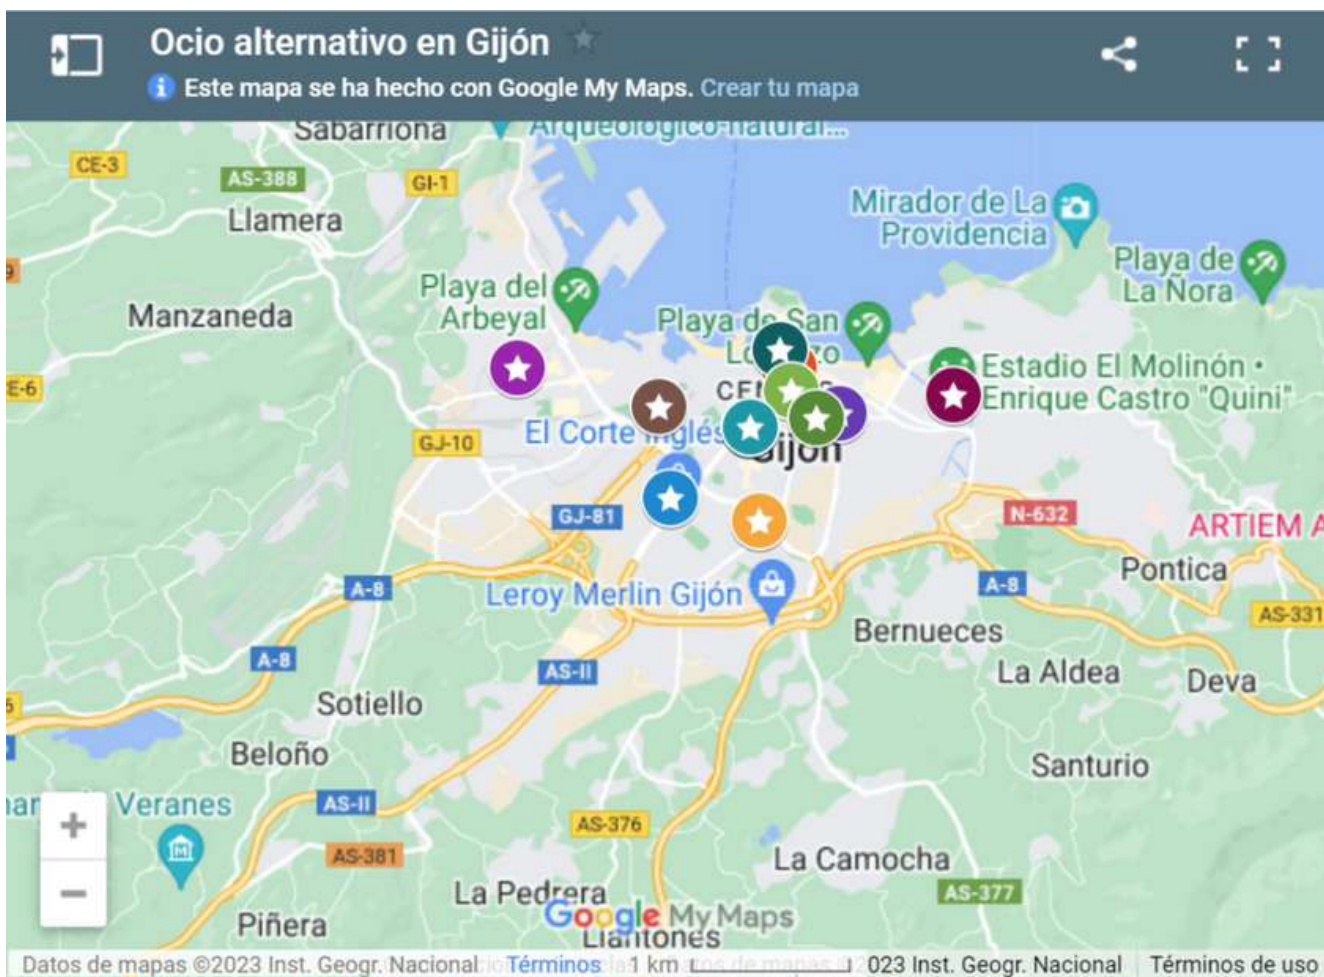 Ocio alternativo en Gijón
Este mapa se ha hecho con Google My Maps. Crear tu mapa
Sabarriona
Arqueológico-natural...
CE-3
AS-388
GI-1
Llamera
Mirador de La
Providencia
Playa de
La Ñora
Playa del
Arbeyal
Manzaneda
Playa de San
Estadio El Molinón •
Enrique Castro "Quini"
CE-6
El Corte Inglés
GJ-10
Gijón
GJ-81
N-632
ARTIEM A
Pontica
A-8
Leroy Merlin Gijón
A-8
AS-331
Bernueces
A-8
AS-II
La Aldea
Deva
Sotiello
Beloño
Santurio
Veranes
AS-II
AS-376
AS-381
La Camocha
La Pedrera
AS-377
Google My Maps
Piñera
Llantones
Datos de mapas ©2023 Inst. Geogr. Nacional
Términos
1 km
023 Inst. Geogr. Nacional
Términos de uso